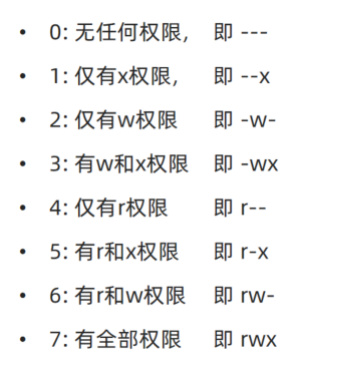 • 0: 无任何权限, 即 ---
• 1: 仅有x权限, 即 --x
• 2: 仅有w权限 即 -w-
• 3: 有w和x权限 即 -wx
• 4: 仅有r权限 即 r--
• 5: 有r和x权限 即 r-x
• 6: 有r和w权限 即 rw-
• 7: 有全部权限 即 rwx